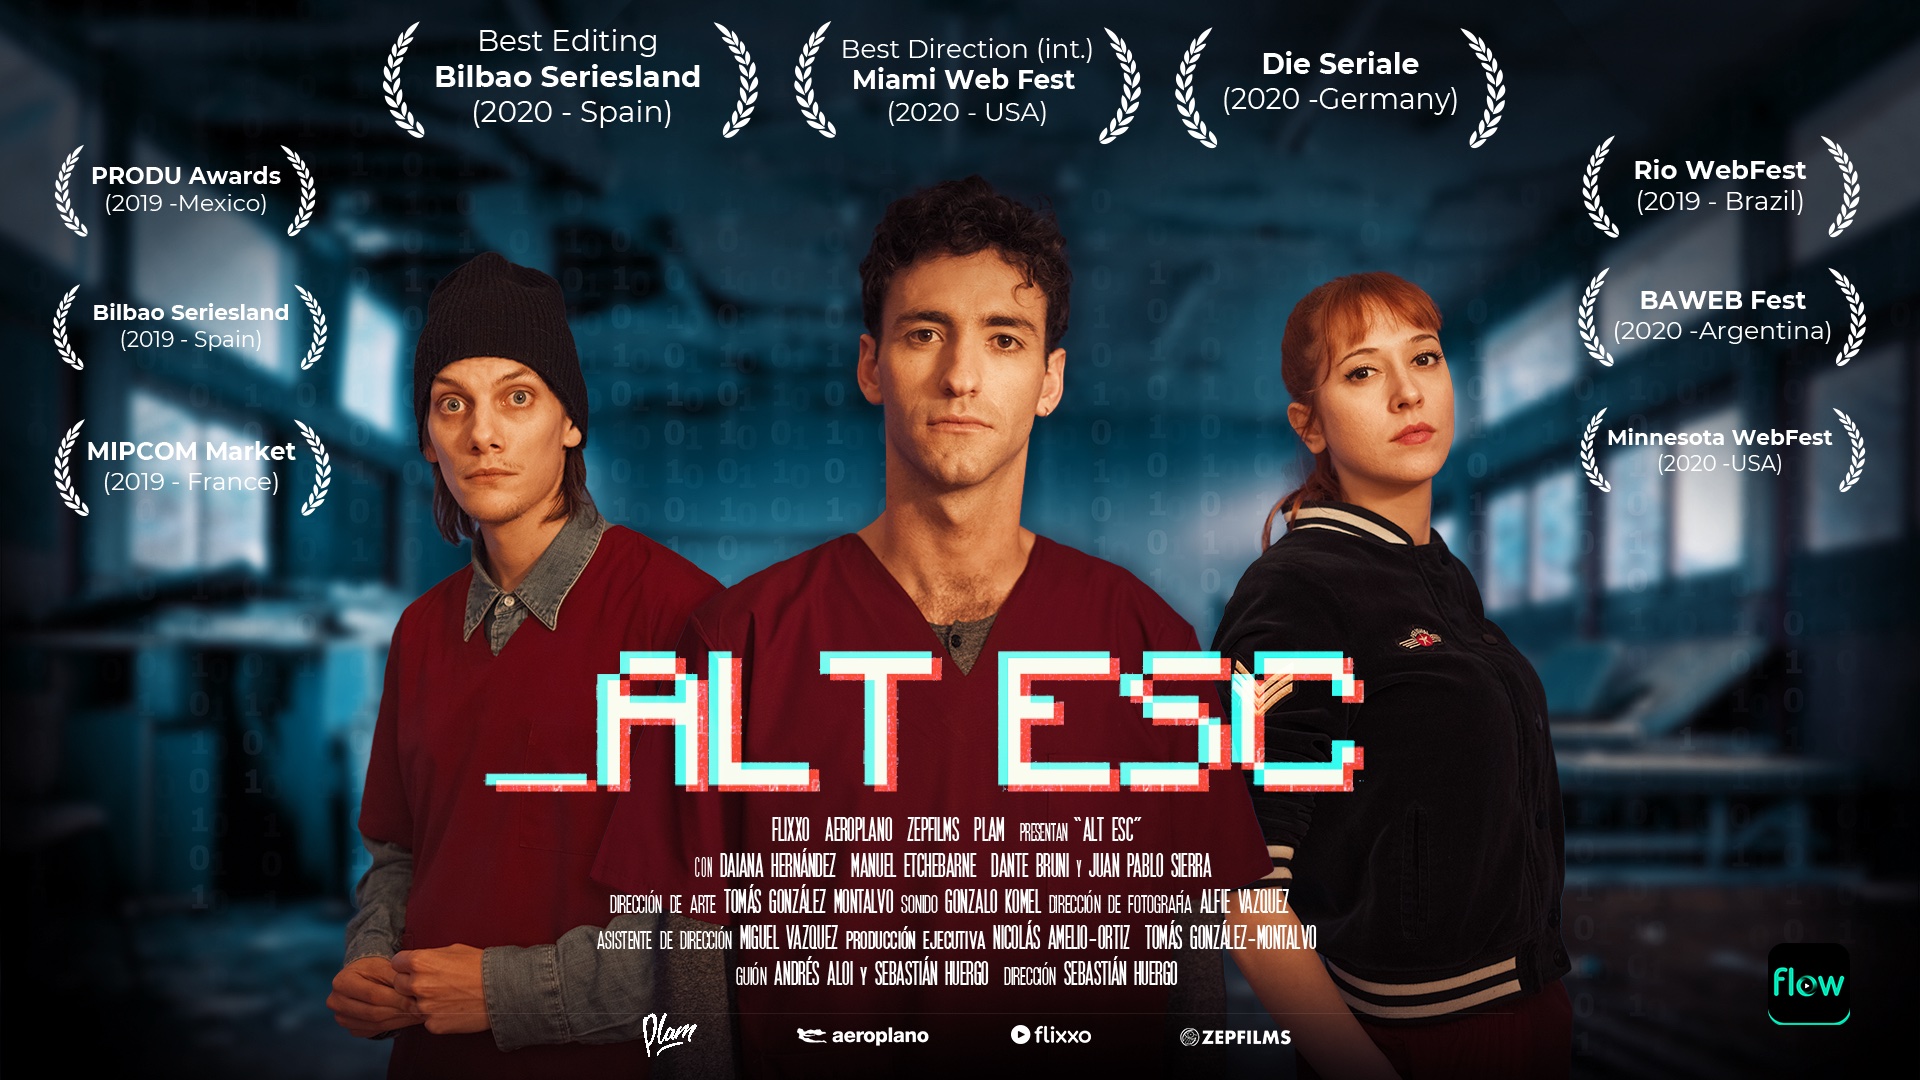 Best Editing
Bilbao Seriesland
(2020 - Spain)
Best Direction (int.)
Miami Web Fest
(2020 - USA)
Die Seriale
(2020 -Germany)
PRODU Awards
(2019 -Mexico)
Bilbao Seriesland
(2019 - Spain)
MIPCOM Market
(2019 - France)
Rio WebFest
(2019 - Brazil)
BAWEB Fest
(2020 -Argentina)
Minnesota WebFest
(2020 -USA)
_ALT ESC
FLIXXO AEROPLANO ZEPFILMS PLAM PRESENTAN "ALT ESC"
CON DAIANA HERNÁNDEZ MANUEL ETCHEBARNE DANTE BRUNI Y JUAN PABLO SIERRA
DIRECCIÓN DE ARTE TOMÁS GONZÁLEZ MONTALVO SONIDO GONZALO KOMEL DIRECCIÓN DE FOTOGRAFÍA ALFIE VAZQUEZ
ASISTENTE DE DIRECCIÓN MIGUEL VAZQUEZ PRODUCCIÓN EJECUTIVA NICOLÁS AMELIO-ORTIZ TOMÁS GONZÁLEZ-MONTALVO
GUIÓN ANDRÉS ALOI Y SEBASTIÁN HUERGO DIRECCIÓN SEBASTIÁN HUERGO
Plam aeroplano flixxo ZEPFILMS
flow